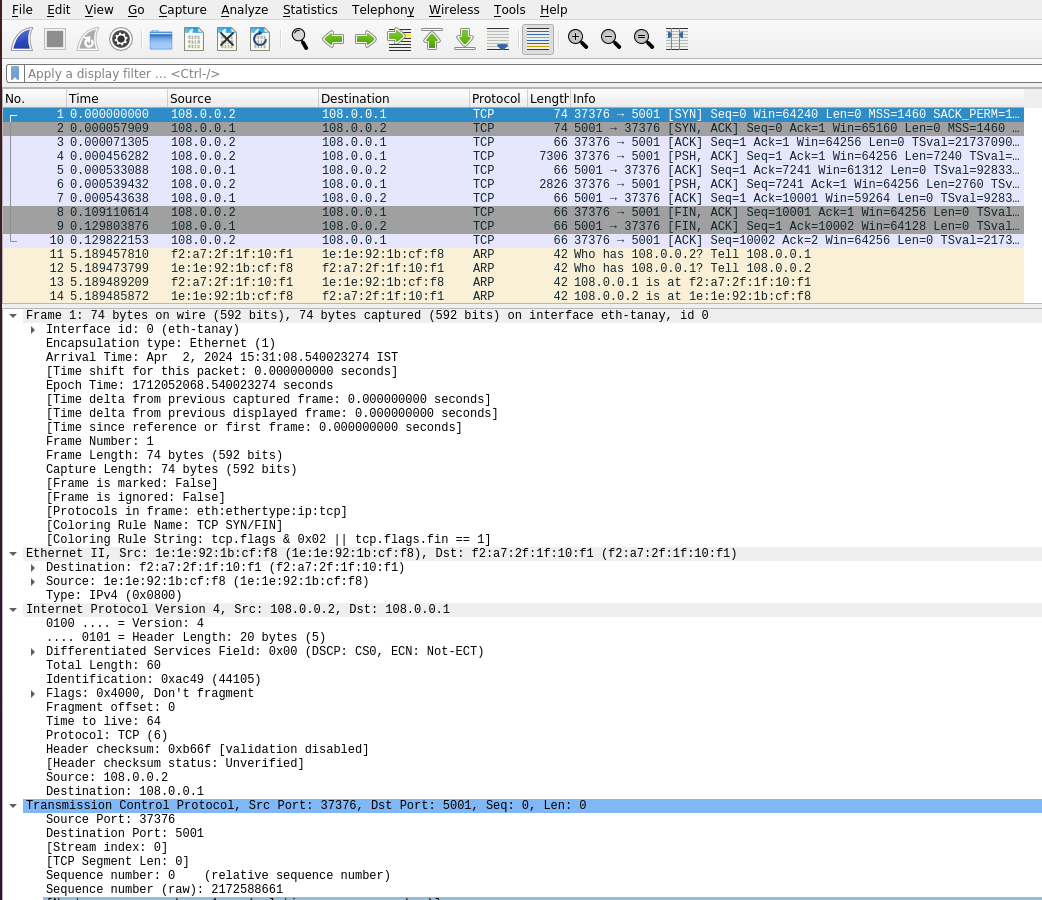 File Edit View Go Capture Analyze Statistics Telephony Wireless Tools Help
Apply a display filter … <Ctrl-/>
No. Time Source Destination Protocol Length Info
1 0.000000000 108.0.0.2 108.0.0.1 TCP 74 37376 → 5001 [SYN] Seq=0 Win=64240 Len=0 MSS=1460 SACK_PERM=1…
2 0.000057909 108.0.0.1 108.0.0.2 TCP 74 5001 → 37376 [SYN, ACK] Seq=0 Ack=1 Win=65160 Len=0 MSS=1460 …
3 0.000071305 108.0.0.2 108.0.0.1 TCP 66 37376 → 5001 [ACK] Seq=1 Ack=1 Win=64256 Len=0 TSval=21737090…
4 0.000456282 108.0.0.2 108.0.0.1 TCP 7306 37376 → 5001 [PSH, ACK] Seq=1 Ack=1 Win=64256 Len=7240 TSval=…
5 0.000533088 108.0.0.1 108.0.0.2 TCP 66 5001 → 37376 [ACK] Seq=1 Ack=7241 Win=61312 Len=0 TSval=92833…
6 0.000539432 108.0.0.2 108.0.0.1 TCP 2826 37376 → 5001 [PSH, ACK] Seq=7241 Ack=1 Win=64256 Len=2760 TSv…
7 0.000543638 108.0.0.1 108.0.0.2 TCP 66 5001 → 37376 [ACK] Seq=1 Ack=10001 Win=59264 Len=0 TSval=9283…
8 0.109110614 108.0.0.2 108.0.0.1 TCP 66 37376 → 5001 [FIN, ACK] Seq=10001 Ack=1 Win=64256 Len=0 TSval…
9 0.129803876 108.0.0.1 108.0.0.2 TCP 66 5001 → 37376 [FIN, ACK] Seq=1 Ack=10002 Win=64128 Len=0 TSval…
10 0.129822153 108.0.0.2 108.0.0.1 TCP 66 37376 → 5001 [ACK] Seq=10002 Ack=2 Win=64256 Len=0 TSval=2173…
11 5.189457810 f2:a7:2f:1f:10:f1 1e:1e:92:1b:cf:f8 ARP 42 Who has 108.0.0.2? Tell 108.0.0.1
12 5.189473799 1e:1e:92:1b:cf:f8 f2:a7:2f:1f:10:f1 ARP 42 Who has 108.0.0.1? Tell 108.0.0.2
13 5.189489209 f2:a7:2f:1f:10:f1 1e:1e:92:1b:cf:f8 ARP 42 108.0.0.1 is at f2:a7:2f:1f:10:f1
14 5.189485872 1e:1e:92:1b:cf:f8 f2:a7:2f:1f:10:f1 ARP 42 108.0.0.2 is at 1e:1e:92:1b:cf:f8
Frame 1: 74 bytes on wire (592 bits), 74 bytes captured (592 bits) on interface eth-tanay, id 0
Interface id: 0 (eth-tanay)
Encapsulation type: Ethernet (1)
Arrival Time: Apr  2, 2024 15:31:08.540023274 IST
[Time shift for this packet: 0.000000000 seconds]
Epoch Time: 1712052068.540023274 seconds
[Time delta from previous captured frame: 0.000000000 seconds]
[Time delta from previous displayed frame: 0.000000000 seconds]
[Time since reference or first frame: 0.000000000 seconds]
Frame Number: 1
Frame Length: 74 bytes (592 bits)
Capture Length: 74 bytes (592 bits)
[Frame is marked: False]
[Frame is ignored: False]
[Protocols in frame: eth:ethertype:ip:tcp]
[Coloring Rule Name: TCP SYN/FIN]
[Coloring Rule String: tcp.flags & 0x02 || tcp.flags.fin == 1]
Ethernet II, Src: 1e:1e:92:1b:cf:f8 (1e:1e:92:1b:cf:f8), Dst: f2:a7:2f:1f:10:f1 (f2:a7:2f:1f:10:f1)
Destination: f2:a7:2f:1f:10:f1 (f2:a7:2f:1f:10:f1)
Source: 1e:1e:92:1b:cf:f8 (1e:1e:92:1b:cf:f8)
Type: IPv4 (0x0800)
Internet Protocol Version 4, Src: 108.0.0.2, Dst: 108.0.0.1
0100 .... = Version: 4
.... 0101 = Header Length: 20 bytes (5)
Differentiated Services Field: 0x00 (DSCP: CS0, ECN: Not-ECT)
Total Length: 60
Identification: 0xac49 (44105)
Flags: 0x4000, Don't fragment
Fragment offset: 0
Time to live: 64
Protocol: TCP (6)
Header checksum: 0xb66f [validation disabled]
[Header checksum status: Unverified]
Source: 108.0.0.2
Destination: 108.0.0.1
Transmission Control Protocol, Src Port: 37376, Dst Port: 5001, Seq: 0, Len: 0
Source Port: 37376
Destination Port: 5001
[Stream index: 0]
[TCP Segment Len: 0]
Sequence number: 0    (relative sequence number)
Sequence number (raw): 2172588661